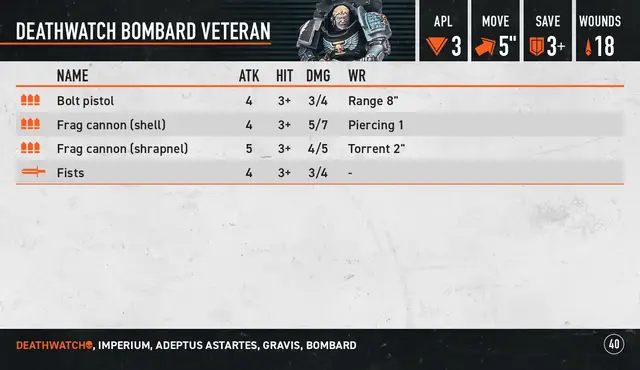 DEATHWATCH BOMBARD VETERAN
APL 3
MOVE 5"
SAVE 3+
WOUNDS 18
NAME ATK HIT DMG WR
Bolt pistol 4 3+ 3/4 Range 8"
Frag cannon (shell) 4 3+ 5/7 Piercing 1
Frag cannon (shrapnel) 5 3+ 4/5 Torrent 2"
Fists 4 3+ 3/4 -
DEATHWATCH, IMPERIUM, ADEPTUS ASTARTES, GRAVIS, BOMBARD
40